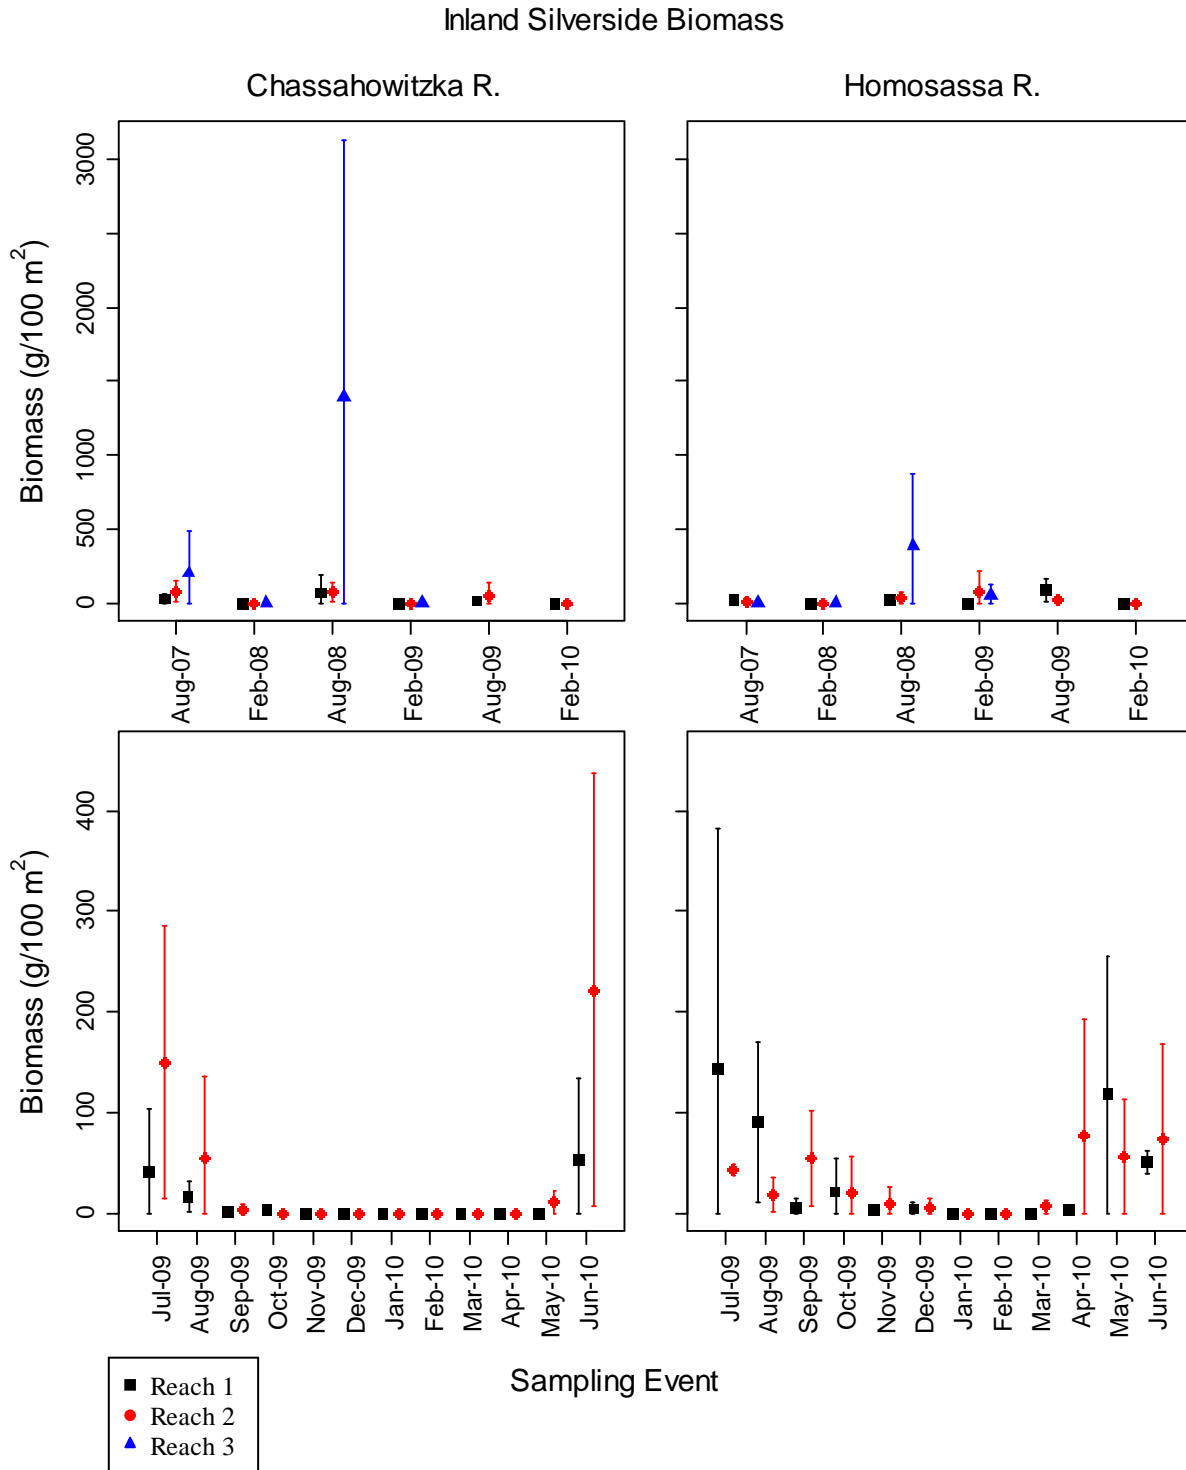 Inland Silverside Biomass
Chassahowitzka R.
Homosassa R.
Biomass (g/100 m²)
3000
2000
1000
500
0
Aug-07
Feb-08
Aug-08
Feb-09
Aug-09
Feb-10
Aug-07
Feb-08
Aug-08
Feb-09
Aug-09
Feb-10
Biomass (g/100 m²)
400
300
200
100
0
Jul-09
Aug-09
Sep-09
Oct-09
Nov-09
Dec-09
Jan-10
Feb-10
Mar-10
Apr-10
May-10
Jun-10
Jul-09
Aug-09
Sep-09
Oct-09
Nov-09
Dec-09
Jan-10
Feb-10
Mar-10
Apr-10
May-10
Jun-10
Sampling Event
Reach 1
Reach 2
Reach 3